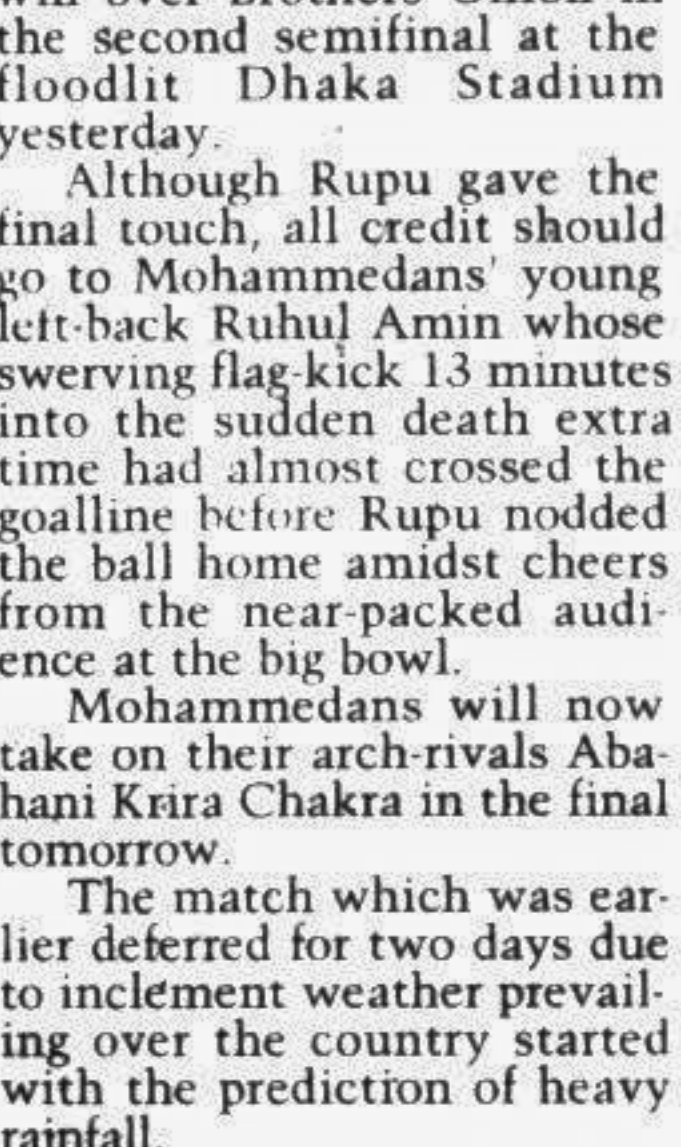 the second semifinal at the
floodlit Dhaka Stadium
yesterday.
Although Rupu gave the
final touch, all credit should
go to Mohammedans' young
left-back Ruhul Amin whose
swerving flag-kick 13 minutes
into the sudden death extra
time had almost crossed the
goalline before Rupu nodded
the ball home amidst cheers
from the near-packed audi-
ence at the big bowl.
Mohammedans will now
take on their arch-rivals Aba-
hani Krira Chakra in the final
tomorrow.
The match which was ear-
lier deferred for two days due
to inclement weather prevail-
ing over the country started
with the prediction of heavy
rainfall.